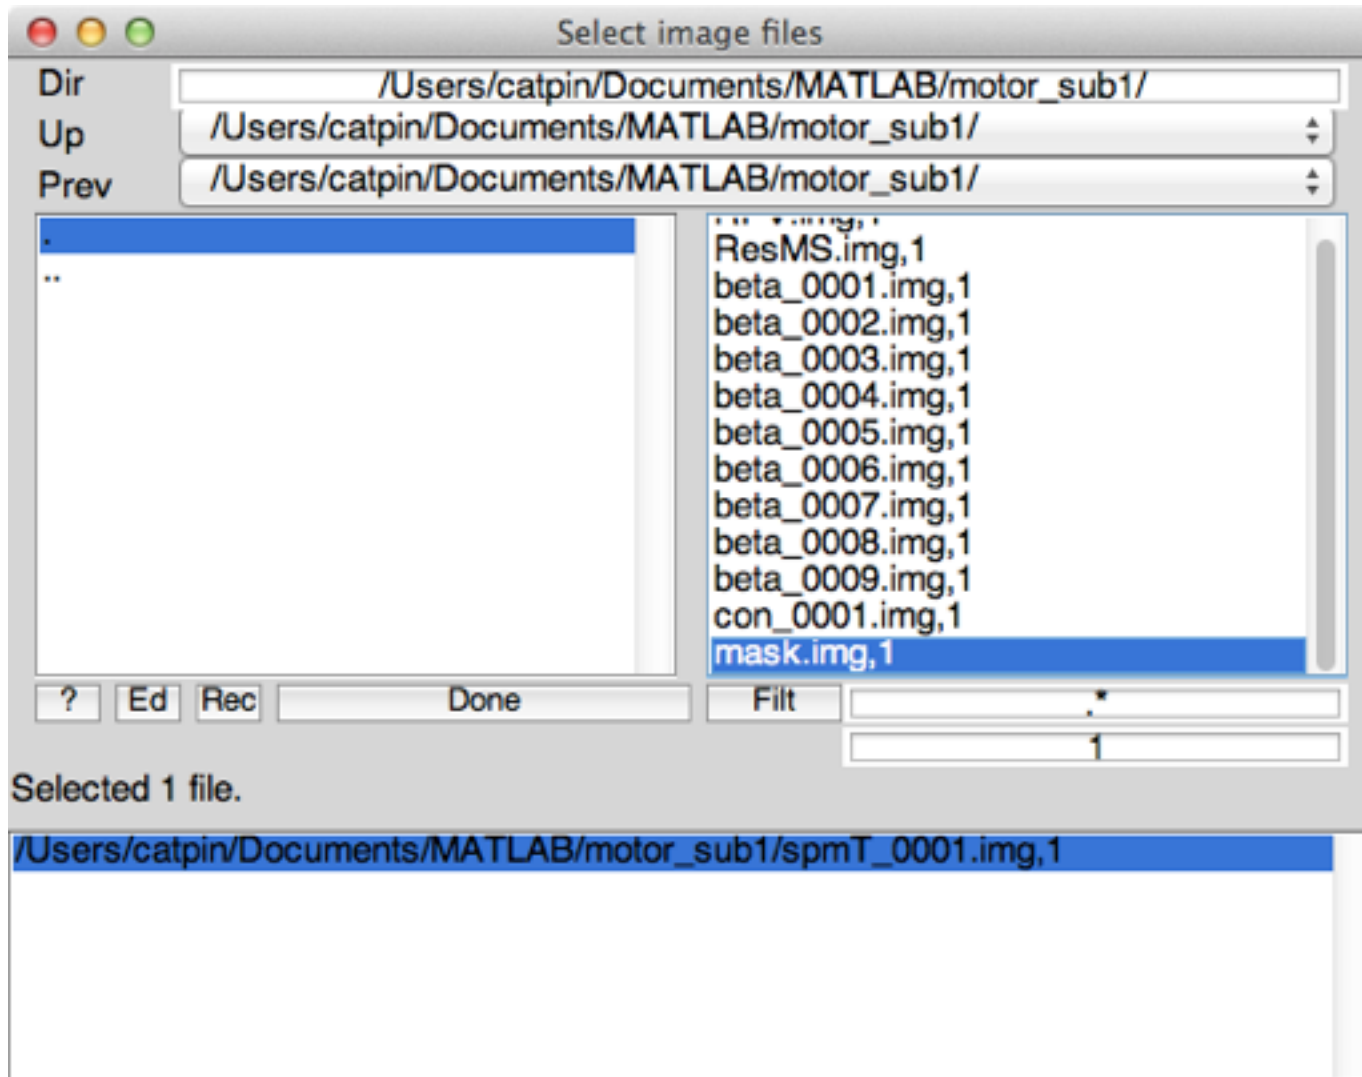 Select image files
Dir /Users/catpin/Documents/MATLAB/motor_sub1/
Up /Users/catpin/Documents/MATLAB/motor_sub1/
Prev /Users/catpin/Documents/MATLAB/motor_sub1/
.
..
ResMS.img,1
beta_0001.img,1
beta_0002.img,1
beta_0003.img,1
beta_0004.img,1
beta_0005.img,1
beta_0006.img,1
beta_0007.img,1
beta_0008.img,1
beta_0009.img,1
con_0001.img,1
mask.img,1
? Ed Rec Done Filt .*
1
Selected 1 file.
/Users/catpin/Documents/MATLAB/motor_sub1/spmT_0001.img,1